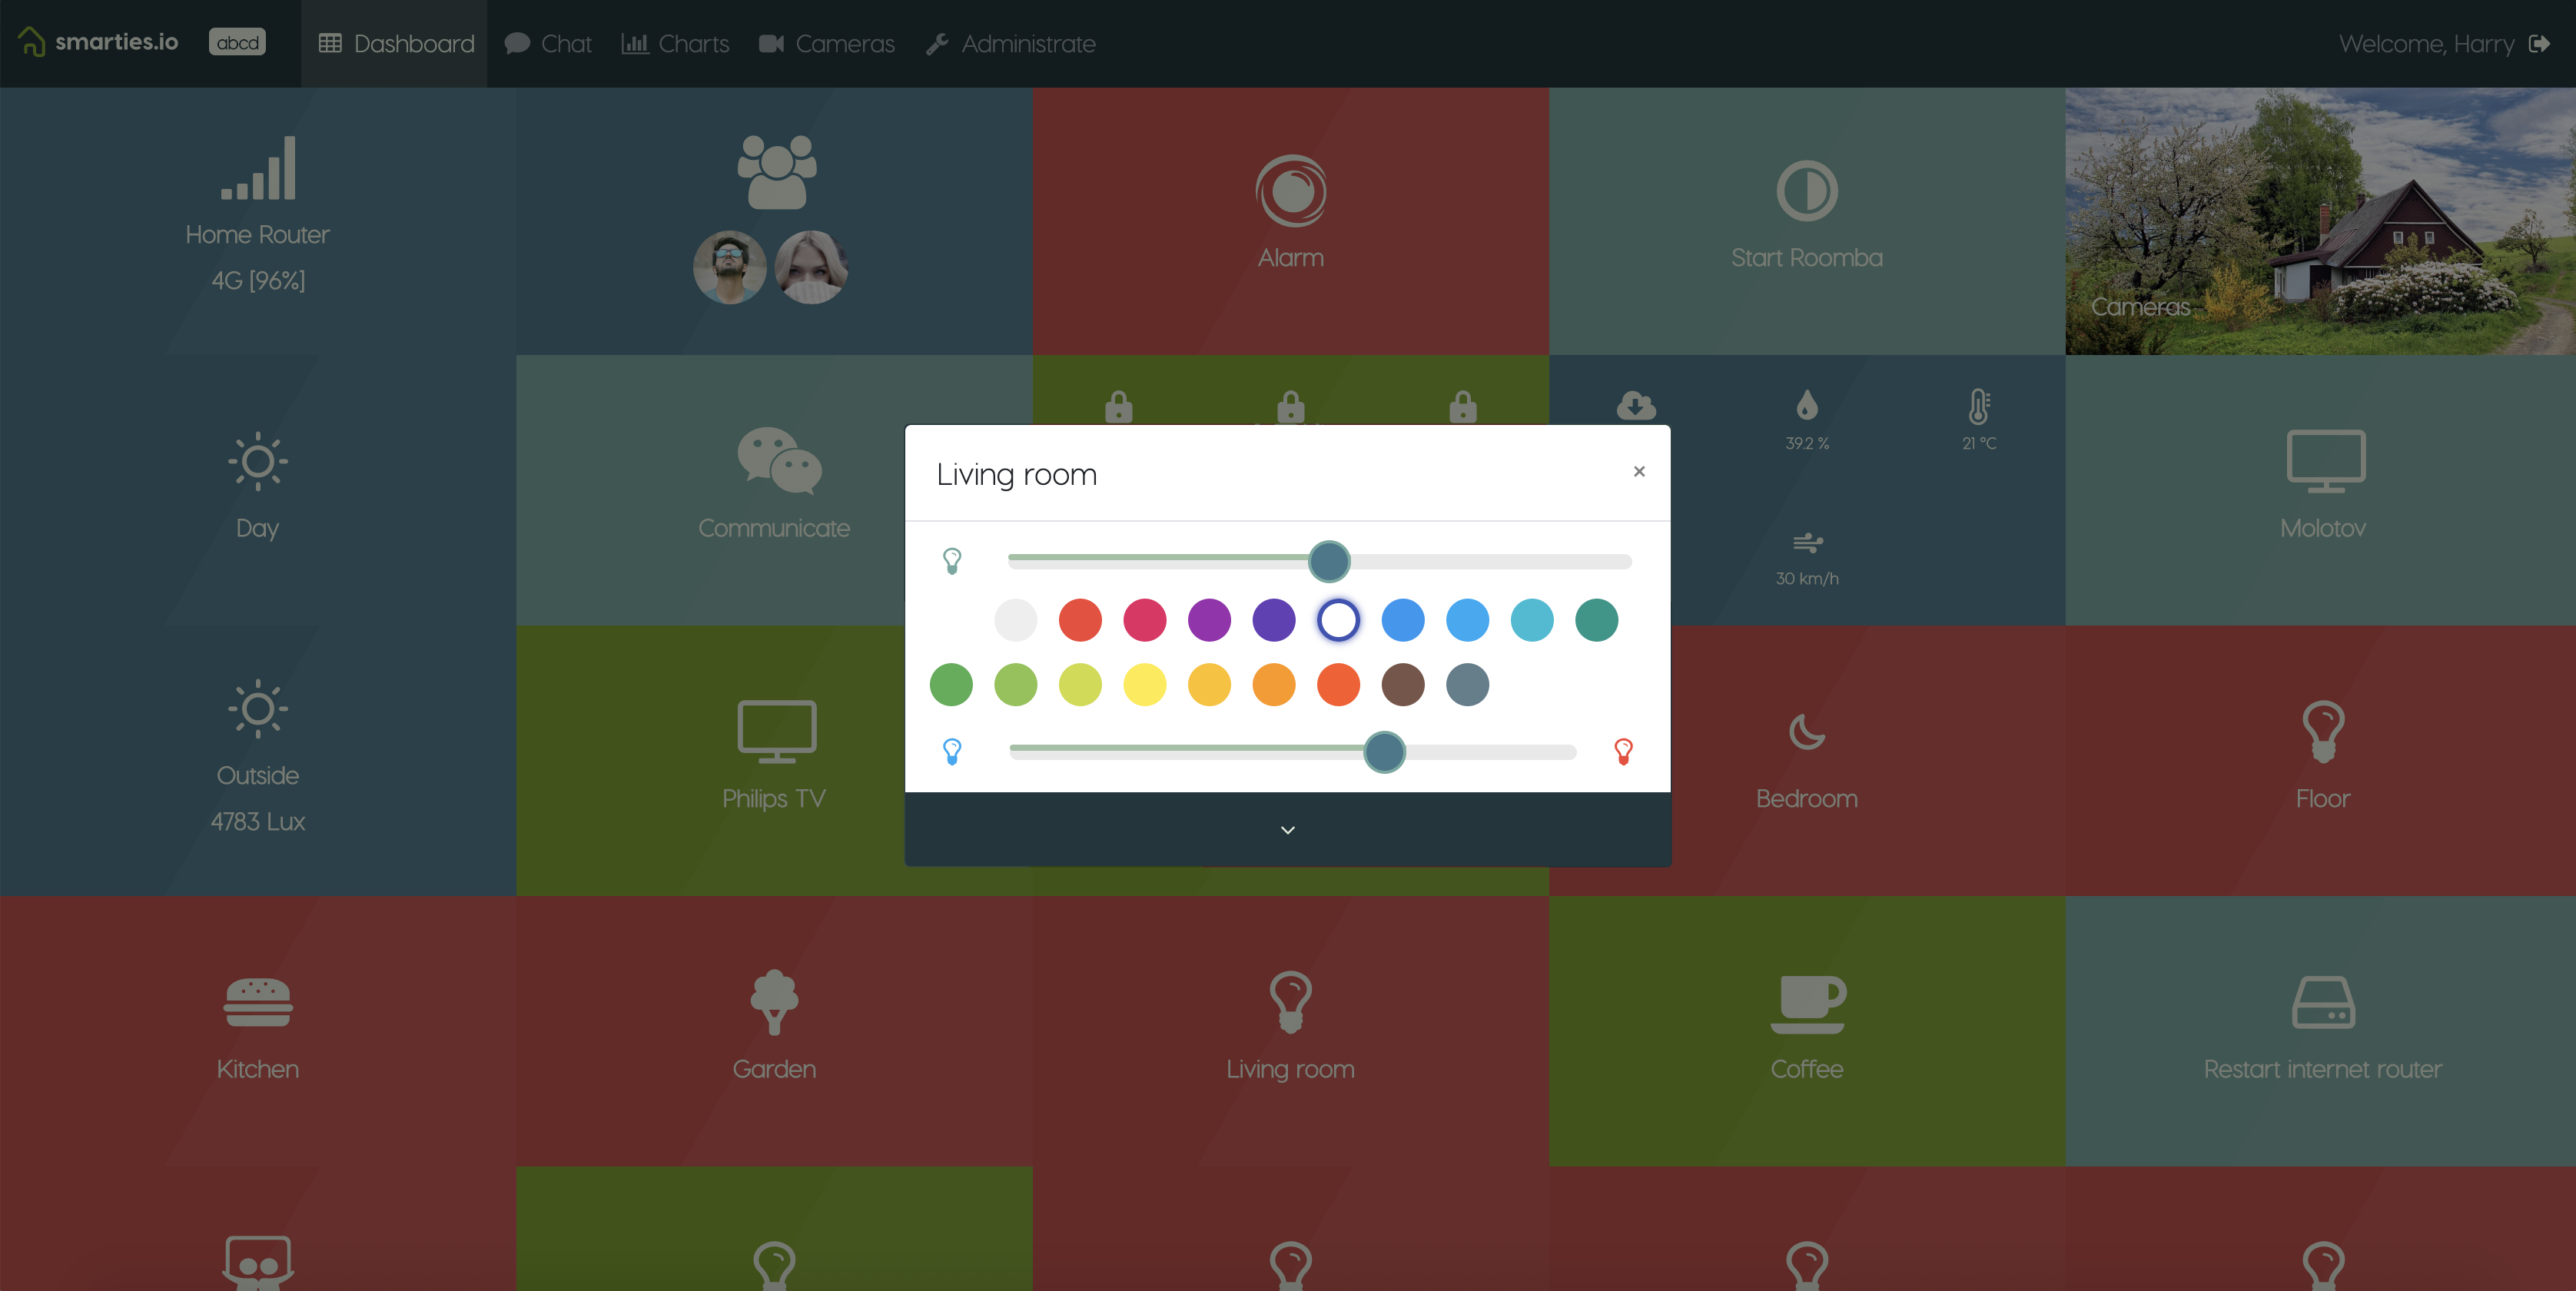 smarties.io
abcd
Dashboard
Chat
Charts
Cameras
Administrate
Welcome, Harry
Home Router
4G [96%]
Alarm
Start Roomba
Cameras
Day
Communicate
39.2 %
21 °C
30 km/h
Molotov
Living room
×
Outside
4783 Lux
Philips TV
Bedroom
Floor
Kitchen
Garden
Living room
Coffee
Restart internet router